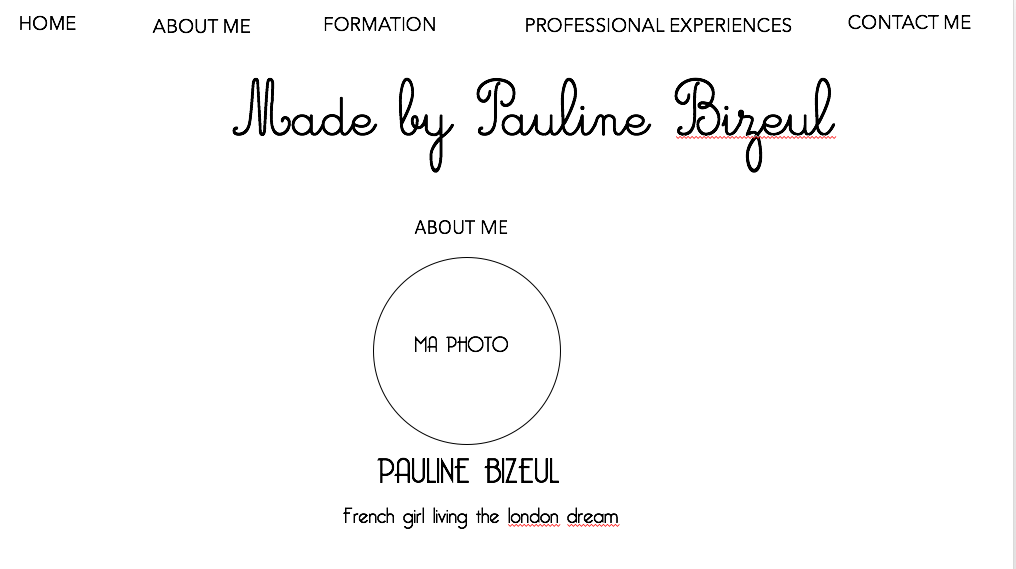 HOME ABOUT ME FORMATION PROFESSIONAL EXPERIENCES CONTACT ME
Made by Pauline Bizeul
ABOUT ME
MA PHOTO
PAULINE BIZEUL
French girl living the london dream